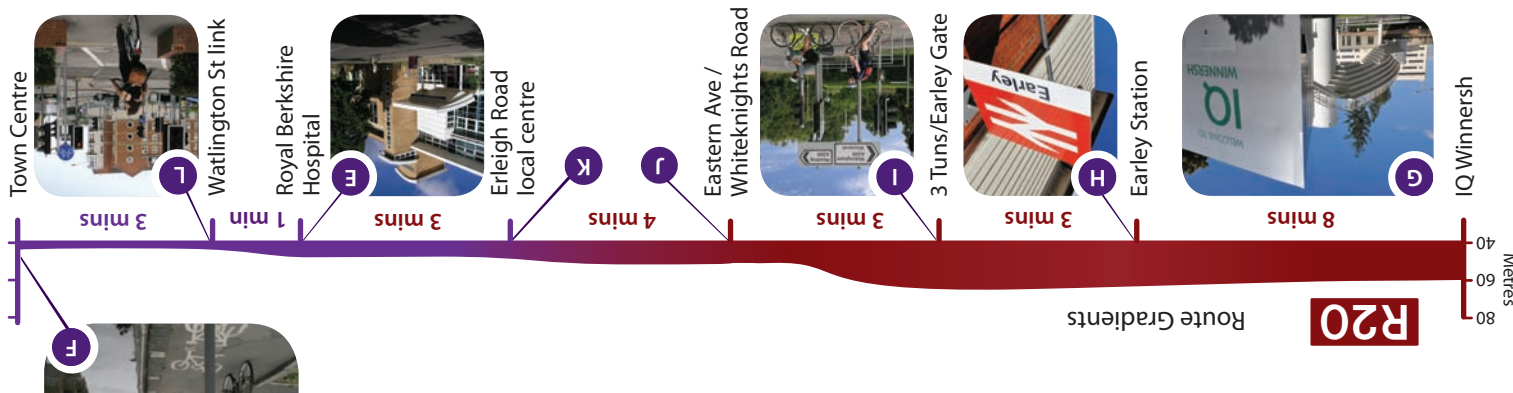 R20
Route Gradients
F
Metres
80
60
40
8 mins
3 mins
3 mins
4 mins
3 mins
1 min
3 mins
IQ Winnersh
G
WELCOME TO
IQ
WINNERSH
Earley Station
H
Earley
3 Tuns/Earley Gate
I
Eastern Ave /
Whiteknights Road
J
K
Erleigh Road
local centre
E
Royal Berkshire
Hospital
Watlington St link
L
Town Centre